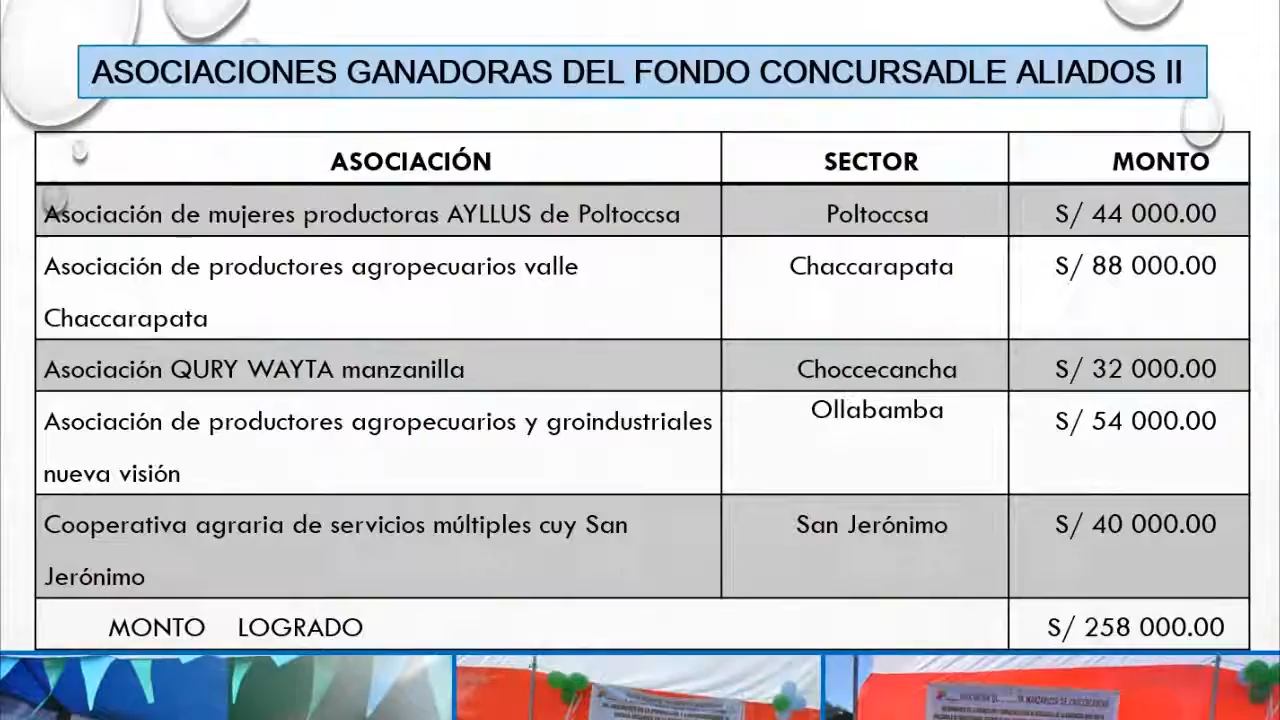 ASOCIACIONES GANADORAS DEL FONDO CONCURSADLE ALIADOS II
ASOCIACIÓN SECTOR MONTO
Asociación de mujeres productoras AYLLUS de Poltoccsa Poltoccsa S/ 44 000.00
Asociación de productores agropecuarios valle Chaccarapata S/ 88 000.00
Chaccarapata
Asociación QURY WAYTA manzanilla Choccecancha S/ 32 000.00
Asociación de productores agropecuarios y groindustriales Ollabamba S/ 54 000.00
nueva visión
Cooperativa agraria de servicios múltiples cuy San San Jerónimo S/ 40 000.00
Jerónimo
MONTO LOGRADO S/ 258 000.00